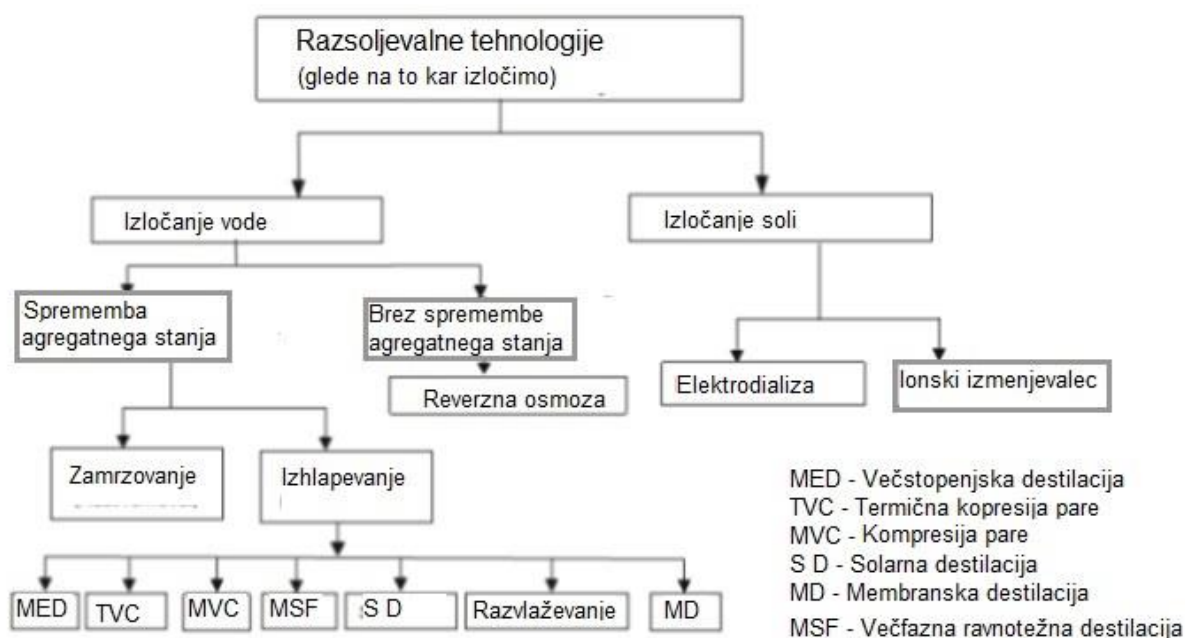 Razsoljevalne tehnologije
(glede na to kar izločimo)
Izločanje vode
Izločanje soli
Sprememba
agregatnega stanja
Brez spremembe
agregatnega stanja
Reverzna osmoza
Elektrodializa
Ionski izmenjevalec
Zamrzovanje
Izhlapevanje
MED
TVC
MVC
MSF
S D
Razvlaževanje
MD
MED - Večstopenjska destilacija
TVC - Termična kopresija pare
MVC - Kompresija pare
S D - Solarna destilacija
MD - Membranska destilacija
MSF - Večfazna ravnotežna destilacija